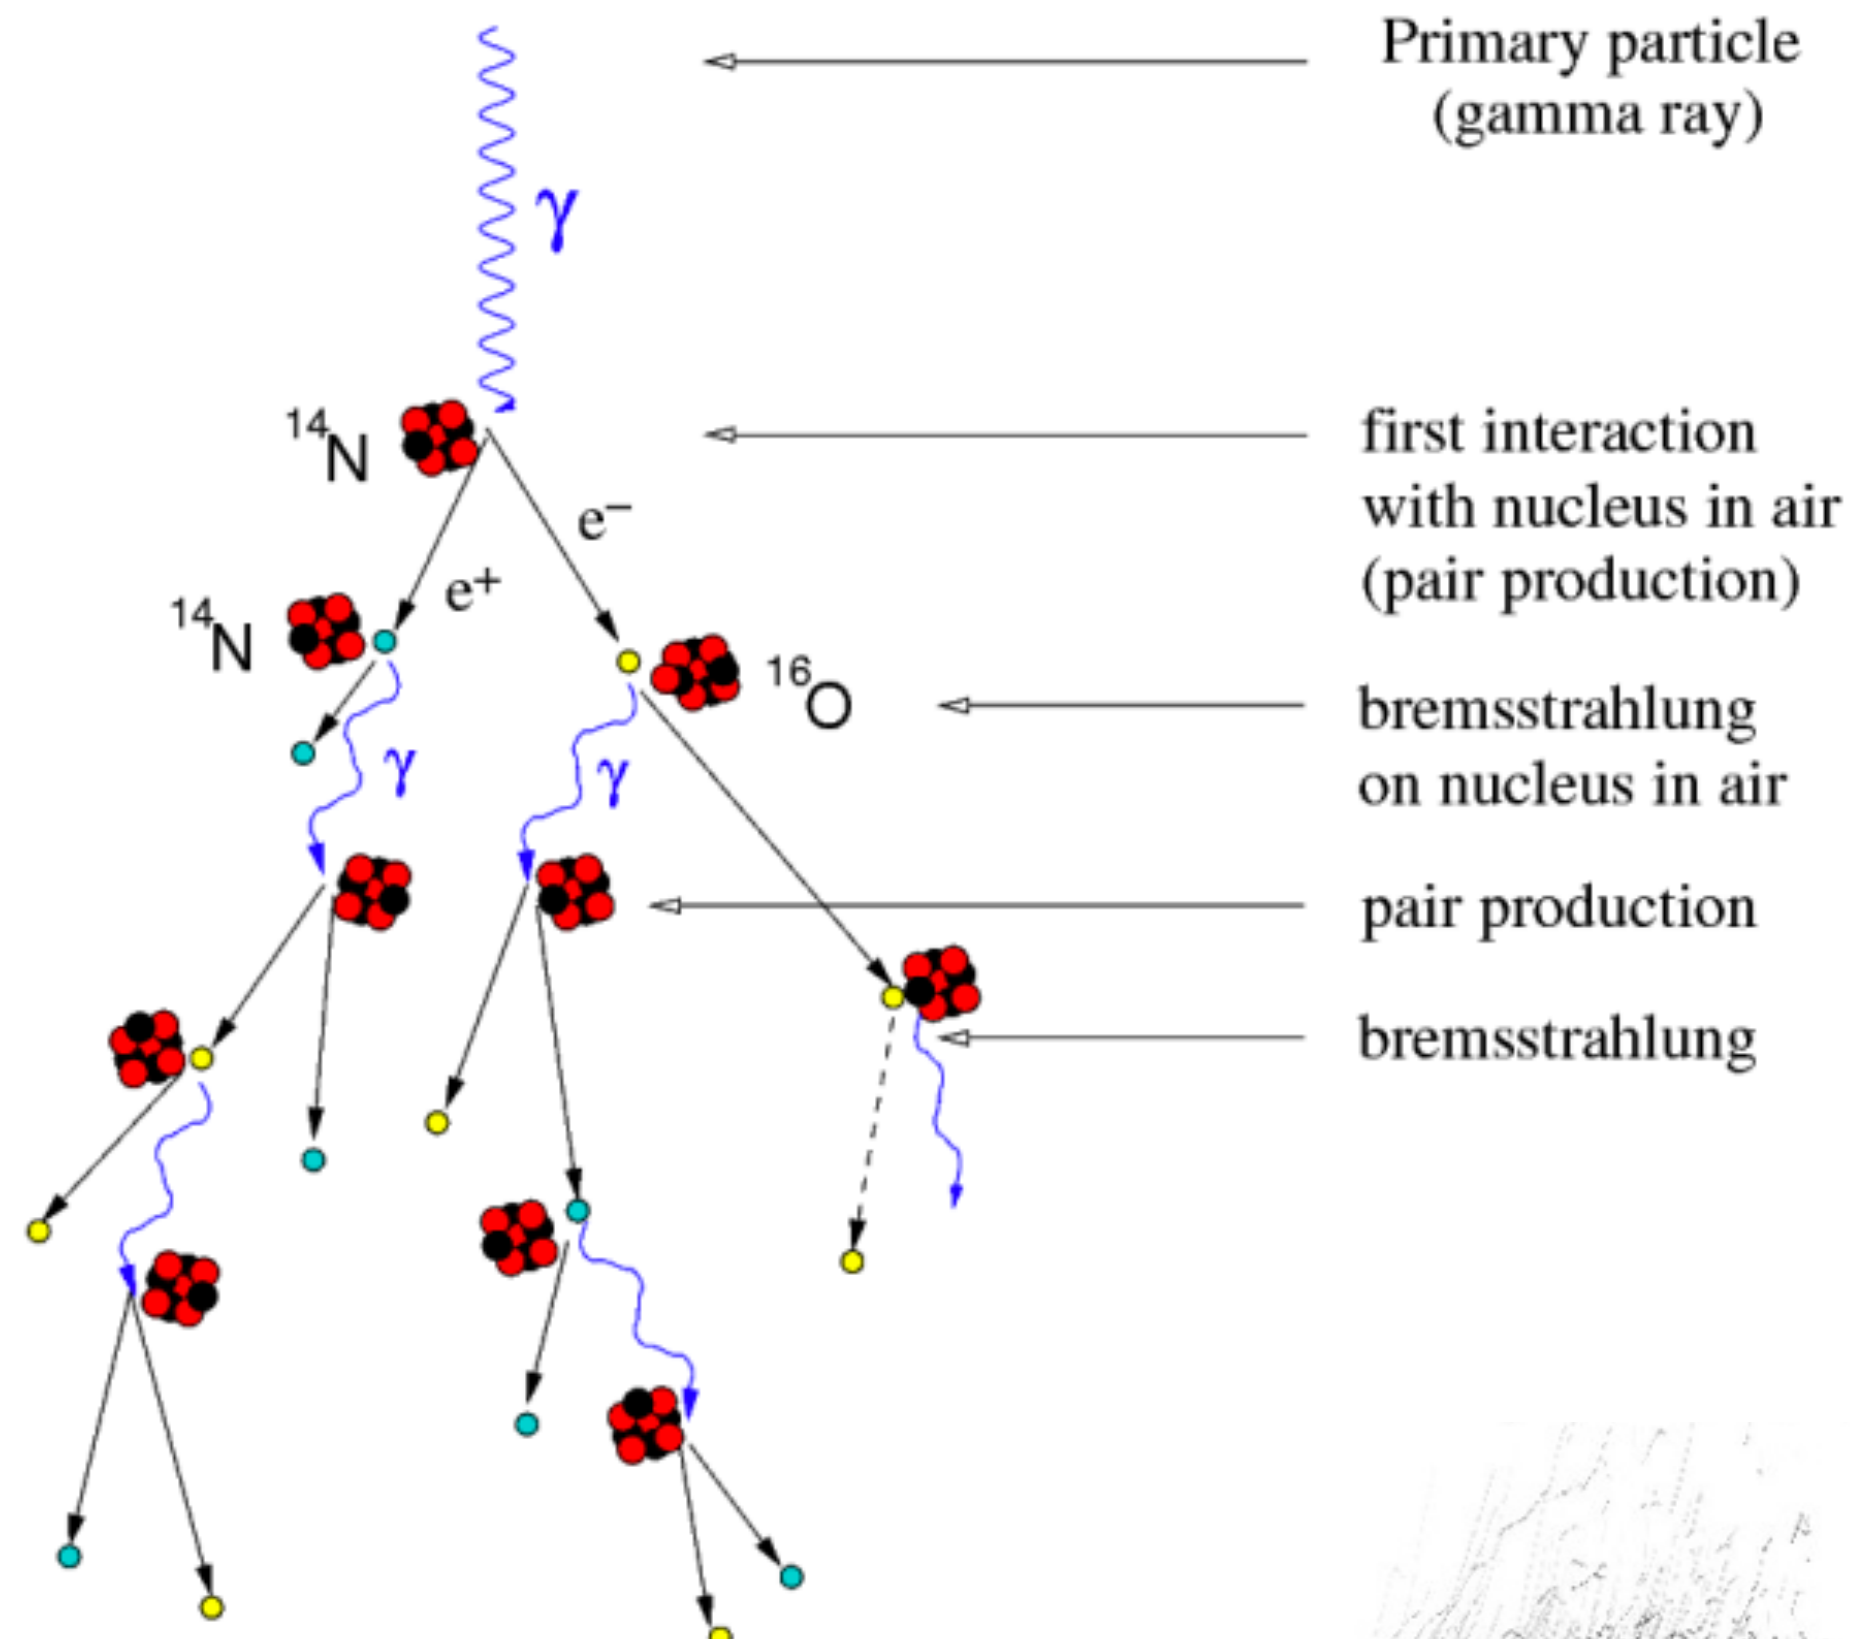 Primary particle
(gamma ray)
γ
¹⁴N
first interaction
with nucleus in air
(pair production)
e⁻
e⁺
¹⁴N
¹⁶O
bremsstrahlung
on nucleus in air
γ
γ
pair production
bremsstrahlung